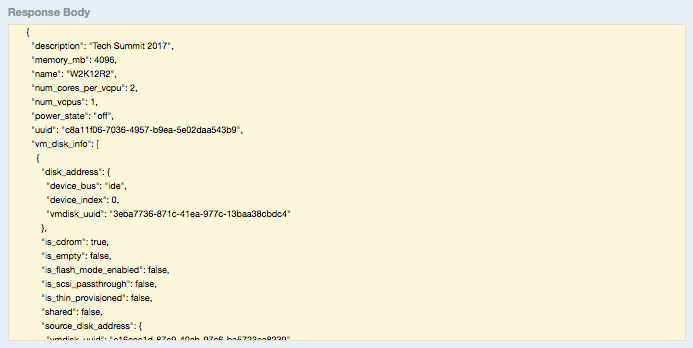 Response Body
{
"description": "Tech Summit 2017",
"memory_mb": 4096,
"name": "W2K12R2",
"num_cores_per_vcpu": 2,
"num_vcpus": 1,
"power_state": "off",
"uuid": "c8a11f06-7036-4957-b9ea-5e02daa543b9",
"vm_disk_info": [
{
"disk_address": {
"device_bus": "ide",
"device_index": 0,
"vmdisk_uuid": "3eba7736-871c-41ea-977c-13baa38cbdc4"
},
"is_cdrom": true,
"is_empty": false,
"is_flash_mode_enabled": false,
"is_scsi_passthrough": false,
"is_thin_provisioned": false,
"shared": false,
"source_disk_address": {
"vmdisk_uuid":